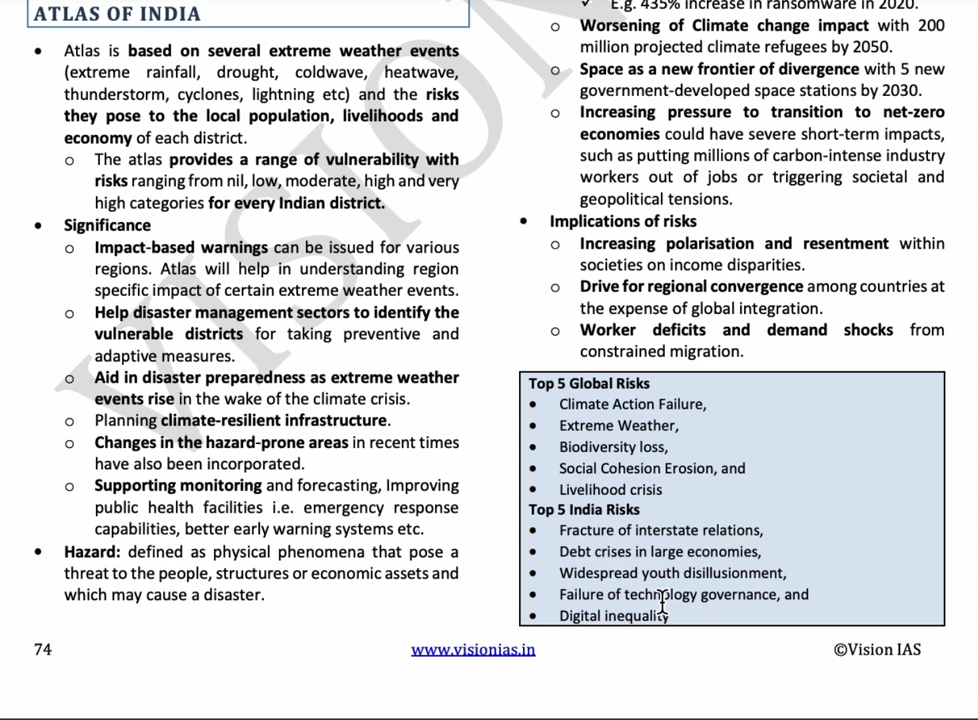 ATLAS OF INDIA
• Atlas is based on several extreme weather events
(extreme rainfall, drought, coldwave, heatwave,
thunderstorm, cyclones, lightning etc) and the risks
they pose to the local population, livelihoods and
economy of each district.
o The atlas provides a range of vulnerability with
risks ranging from nil, low, moderate, high and very
high categories for every Indian district.
• Significance
o Impact-based warnings can be issued for various
regions. Atlas will help in understanding region
specific impact of certain extreme weather events.
o Help disaster management sectors to identify the
vulnerable districts for taking preventive and
adaptive measures.
o Aid in disaster preparedness as extreme weather
events rise in the wake of the climate crisis.
o Planning climate-resilient infrastructure.
o Changes in the hazard-prone areas in recent times
have also been incorporated.
o Supporting monitoring and forecasting, Improving
public health facilities i.e. emergency response
capabilities, better early warning systems etc.
• Hazard: defined as physical phenomena that pose a
threat to the people, structures or economic assets and
which may cause a disaster.
✓ E.g. 435% increase in ransomware in 2020.
o Worsening of Climate change impact with 200
million projected climate refugees by 2050.
o Space as a new frontier of divergence with 5 new
government-developed space stations by 2030.
o Increasing pressure to transition to net-zero
economies could have severe short-term impacts,
such as putting millions of carbon-intense industry
workers out of jobs or triggering societal and
geopolitical tensions.
• Implications of risks
o Increasing polarisation and resentment within
societies on income disparities.
o Drive for regional convergence among countries at
the expense of global integration.
o Worker deficits and demand shocks from
constrained migration.
Top 5 Global Risks
• Climate Action Failure,
• Extreme Weather,
• Biodiversity loss,
• Social Cohesion Erosion, and
• Livelihood crisis
Top 5 India Risks
• Fracture of interstate relations,
• Debt crises in large economies,
• Widespread youth disillusionment,
• Failure of technology governance, and
• Digital inequality
74
www.visionias.in
©Vision IAS
VISION